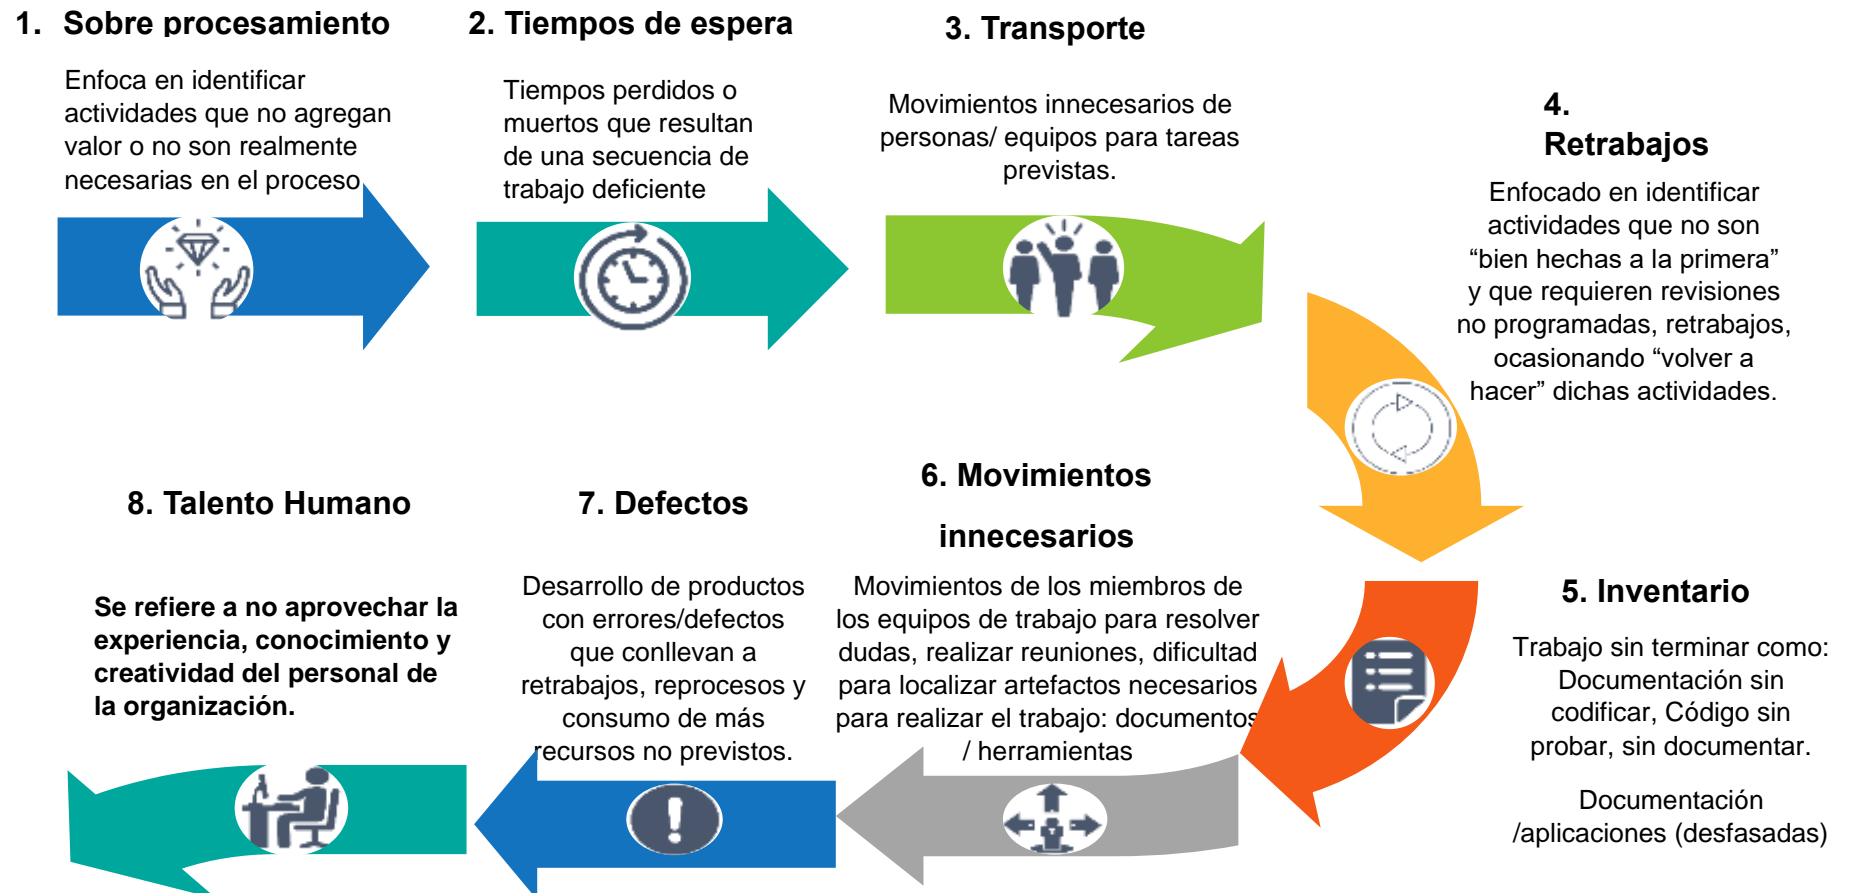 1. Sobre procesamiento
Enfoca en identificar
actividades que no agregan
valor o no son realmente
necesarias en el proceso
2. Tiempos de espera
Tiempos perdidos o
muertos que resultan
de una secuencia de
trabajo deficiente
3. Transporte
Movimientos innecesarios de
personas/ equipos para tareas
previstas.
4.
Retrabajos
Enfocado en identificar
actividades que no son
“bien hechas a la primera”
y que requieren revisiones
no programadas, retrabajos,
ocasionando “volver a
hacer” dichas actividades.
5. Inventario
Trabajo sin terminar como:
Documentación sin
codificar, Código sin
probar, sin documentar.
Documentación
/aplicaciones (desfasadas)
6. Movimientos
innecesarios
Movimientos de los miembros de
los equipos de trabajo para resolver
dudas, realizar reuniones, dificultad
para localizar artefactos necesarios
para realizar el trabajo: documentos
/ herramientas
7. Defectos
Desarrollo de productos
con errores/defectos
que conllevan a
retrabajos, reprocesos y
consumo de más
recursos no previstos.
8. Talento Humano
Se refiere a no aprovechar la
experiencia, conocimiento y
creatividad del personal de
la organización.